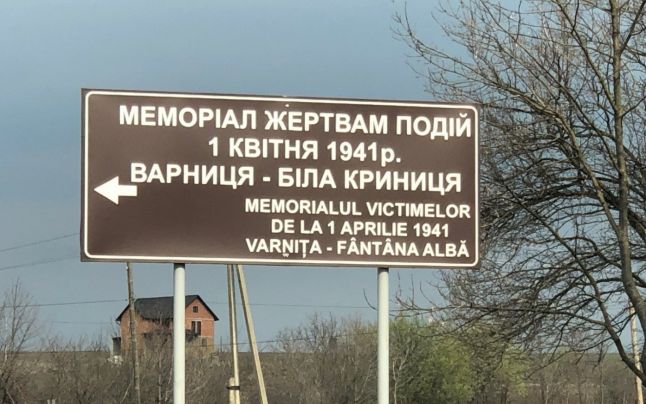 МЕМОРІАЛ ЖЕРТВАМ ПОДІЙ
1 КВІТНЯ 1941р.
ВАРНИЦЯ - БІЛА КРИНИЦЯ
MEMORIALUL VICTIMELOR
DE LA 1 APRILIE 1941
VARNIȚA - FÂNTÂNA ALBĂ